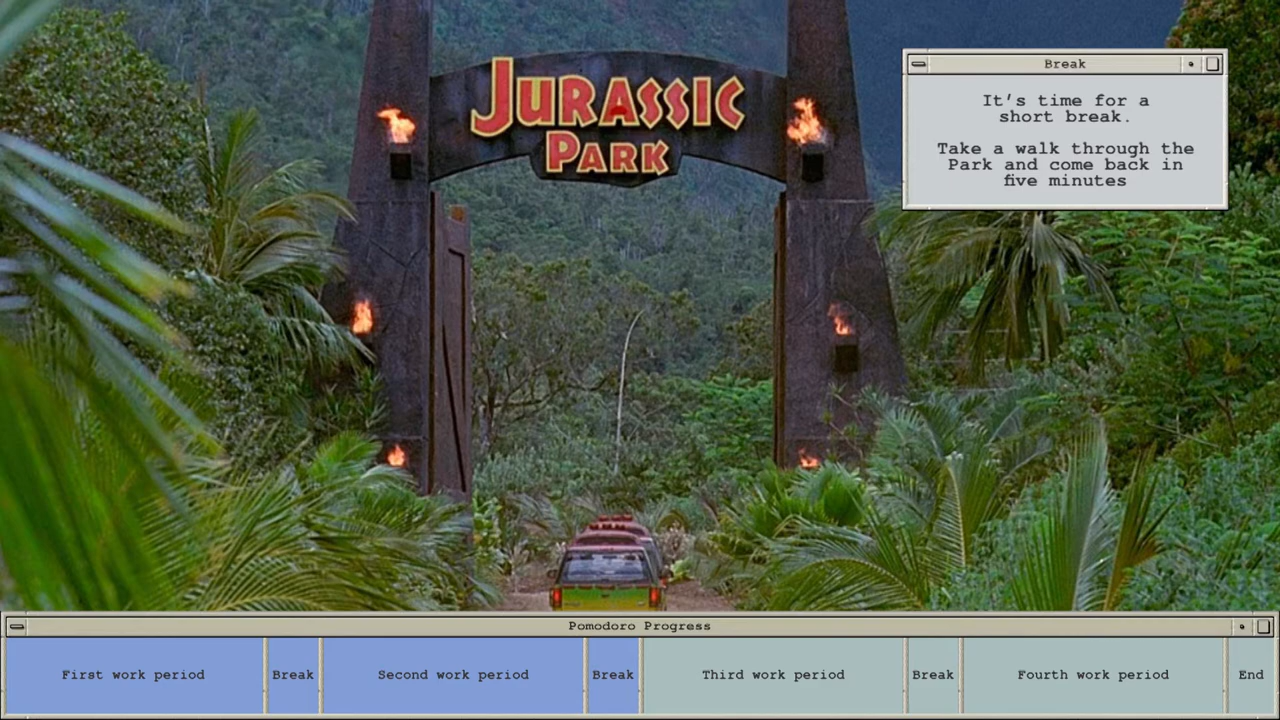 JURASSIC
PARK
Break
It's time for a
short break.
Take a walk through the
Park and come back in
five minutes
Pomodoro Progress
First work period
Break
Second work period
Break
Third work period
Break
Fourth work period
End